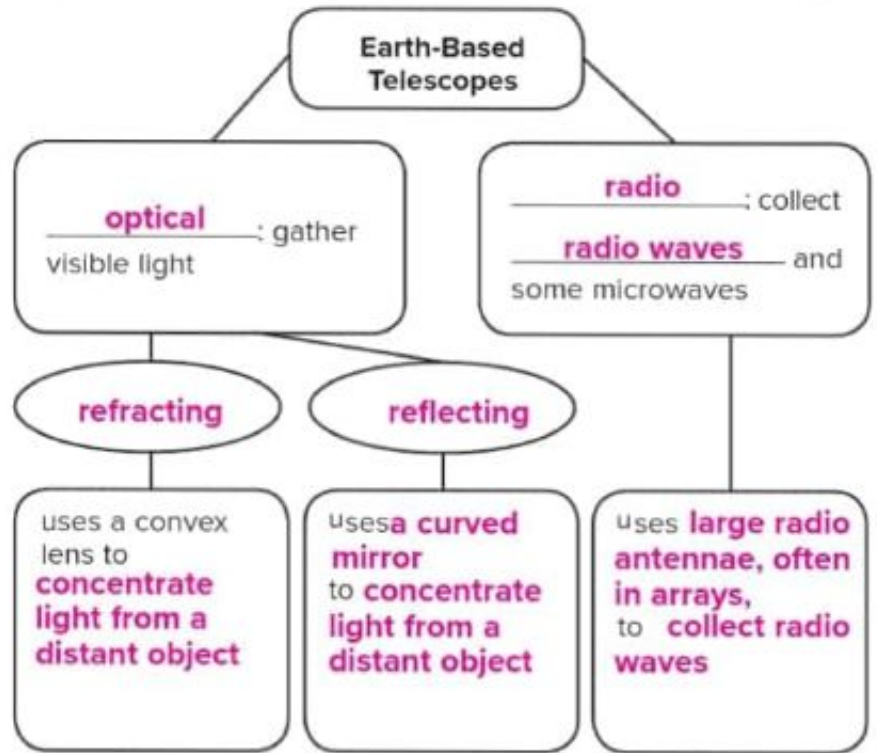 Earth-Based
Telescopes
optical : gather
visible light
radio ; collect
radio waves and
some microwaves
refracting
reflecting
uses a convex
lens to
concentrate
light from a
distant object
usesa curved
mirror
to concentrate
light from a
distant object
uses large radio
antennae, often
in arrays,
to collect radio
waves